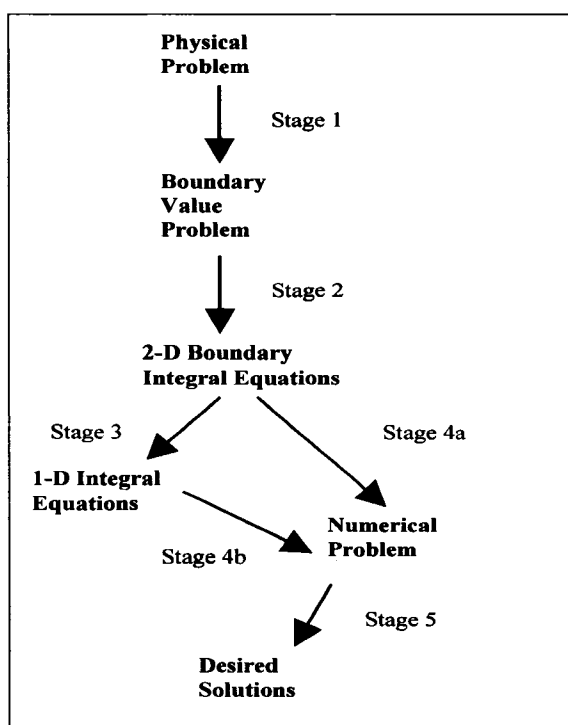 Physical
Problem
Stage 1
Boundary
Value
Problem
Stage 2
2-D Boundary
Integral Equations
Stage 3
Stage 4a
1-D Integral
Equations
Numerical
Problem
Stage 4b
Stage 5
Desired
Solutions